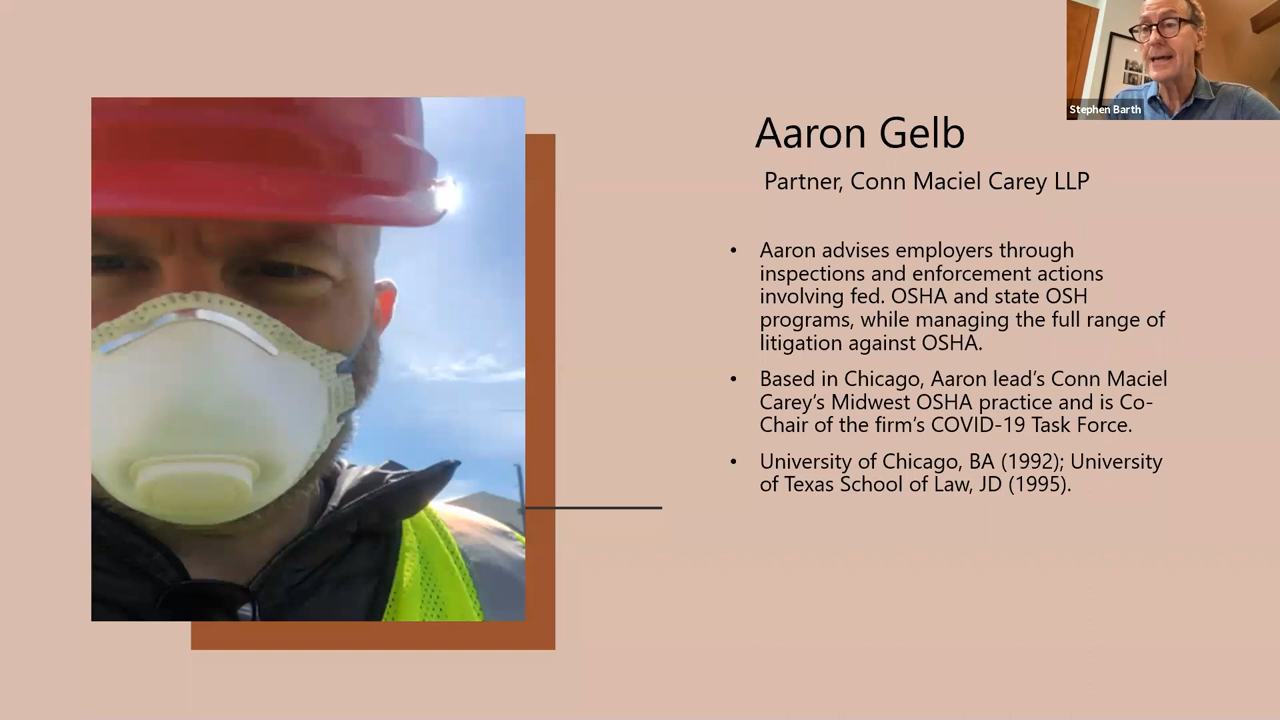 Stephen Barth
Aaron Gelb
Partner, Conn Maciel Carey LLP
• Aaron advises employers through
inspections and enforcement actions
involving fed. OSHA and state OSH
programs, while managing the full range of
litigation against OSHA.
• Based in Chicago, Aaron lead's Conn Maciel
Carey's Midwest OSHA practice and is Co-
Chair of the firm's COVID-19 Task Force.
• University of Chicago, BA (1992); University
of Texas School of Law, JD (1995).